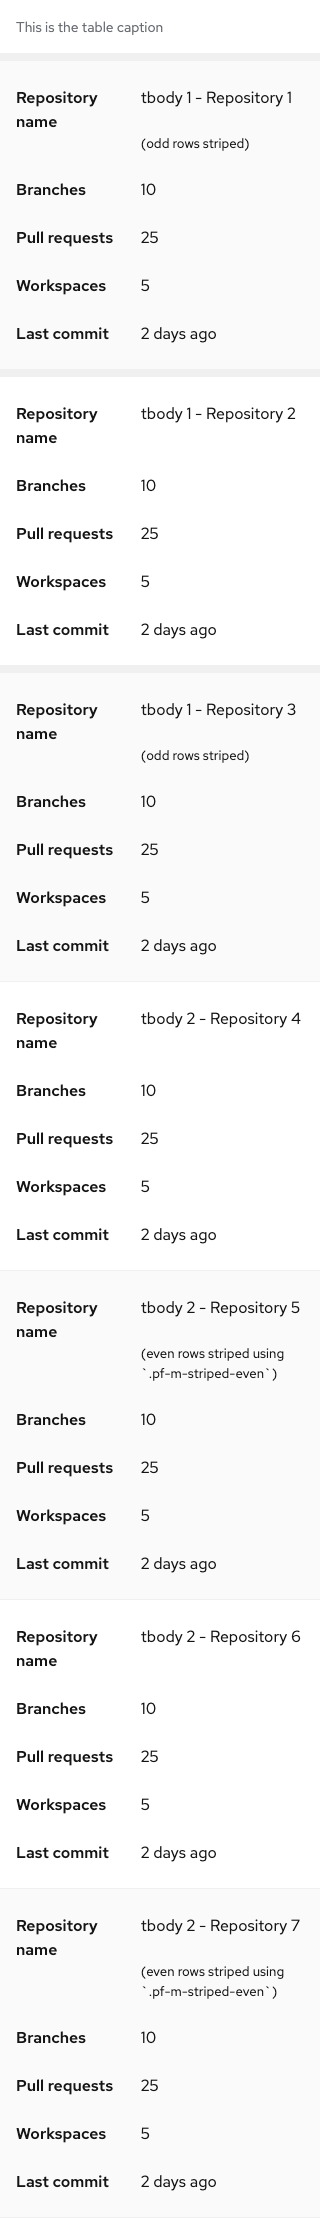 This is the table caption
Repository name
tbody 1 - Repository 1
(odd rows striped)
Branches 10
Pull requests 25
Workspaces 5
Last commit 2 days ago
Repository name
tbody 1 - Repository 2
Branches 10
Pull requests 25
Workspaces 5
Last commit 2 days ago
Repository name
tbody 1 - Repository 3
(odd rows striped)
Branches 10
Pull requests 25
Workspaces 5
Last commit 2 days ago
Repository name
tbody 2 - Repository 4
Branches 10
Pull requests 25
Workspaces 5
Last commit 2 days ago
Repository name
tbody 2 - Repository 5
(even rows striped using
`.pf-m-striped-even`)
Branches 10
Pull requests 25
Workspaces 5
Last commit 2 days ago
Repository name
tbody 2 - Repository 6
Branches 10
Pull requests 25
Workspaces 5
Last commit 2 days ago
Repository name
tbody 2 - Repository 7
(even rows striped using
`.pf-m-striped-even`)
Branches 10
Pull requests 25
Workspaces 5
Last commit 2 days ago